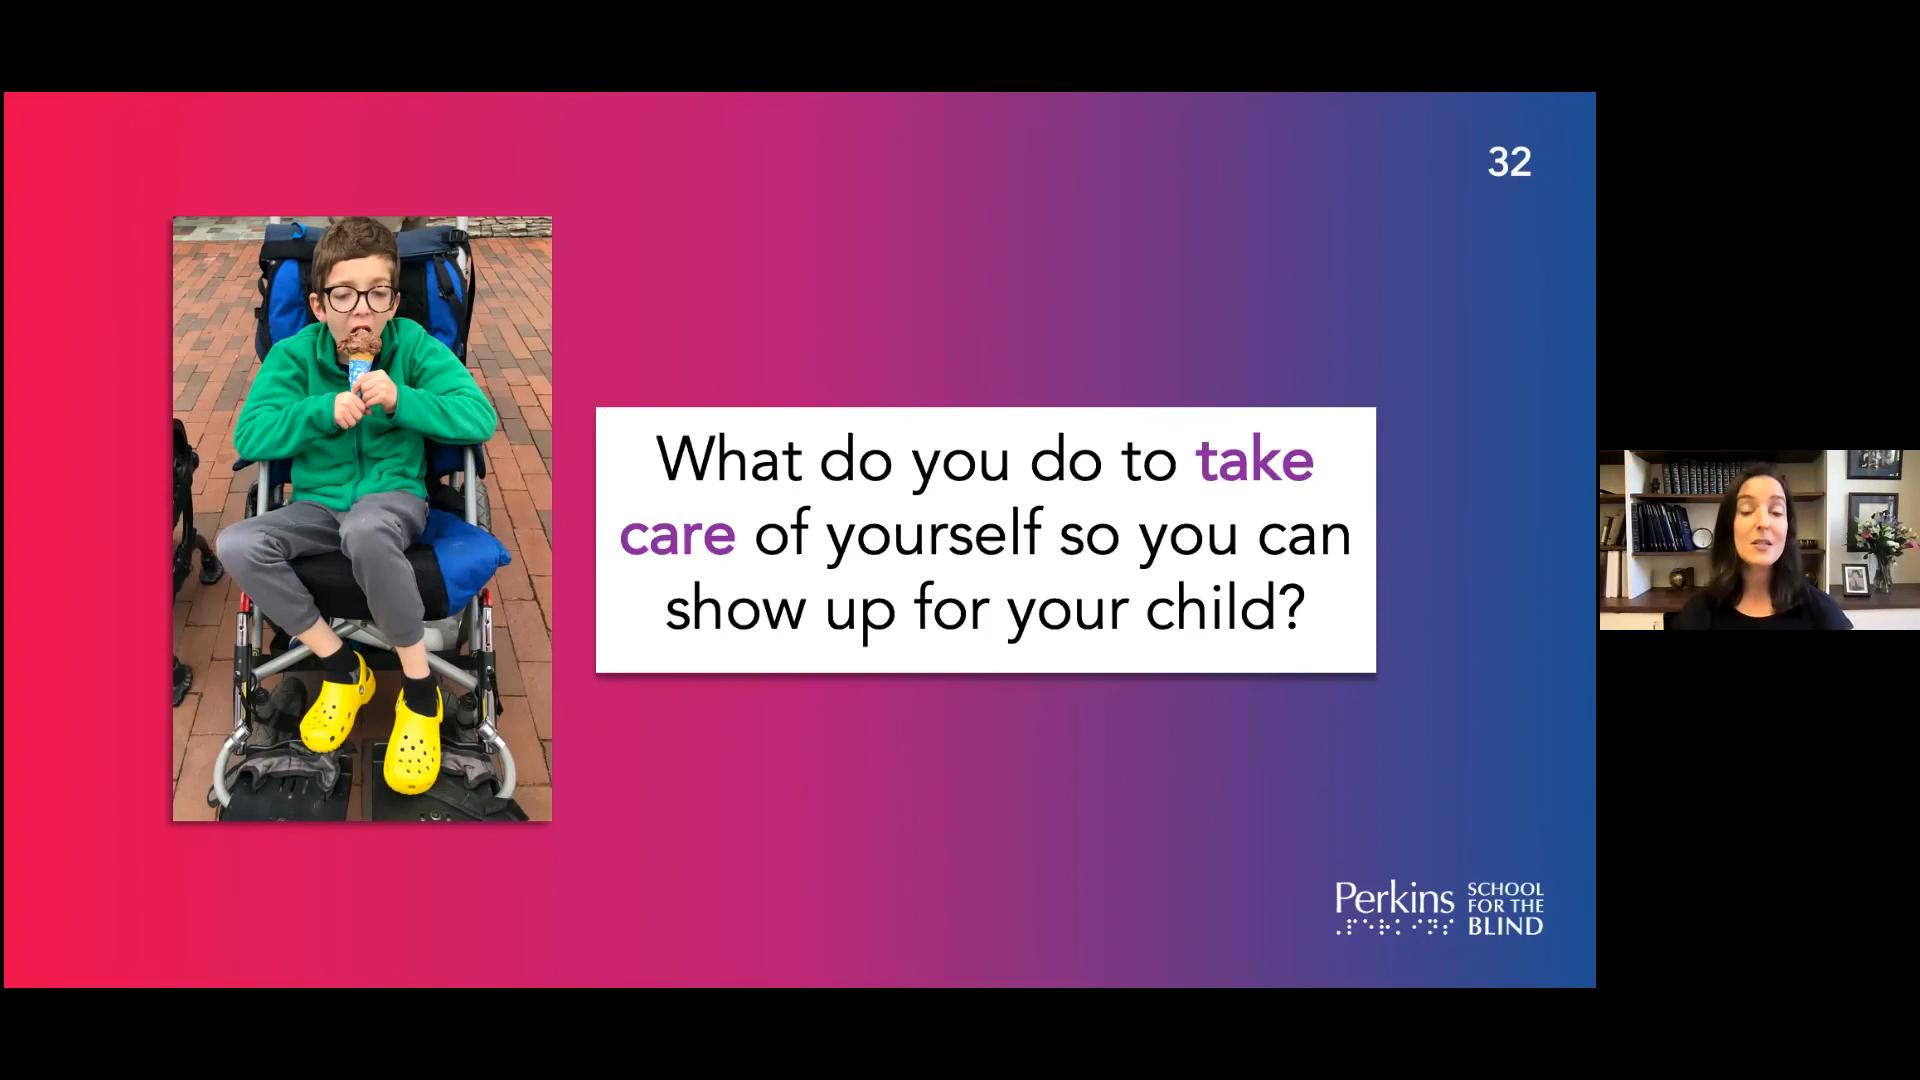 32
What do you do to take
care of yourself so you can
show up for your child?
Perkins
SCHOOL
FOR THE
BLIND
⠠⠏⠑⠗⠅⠊⠝⠎